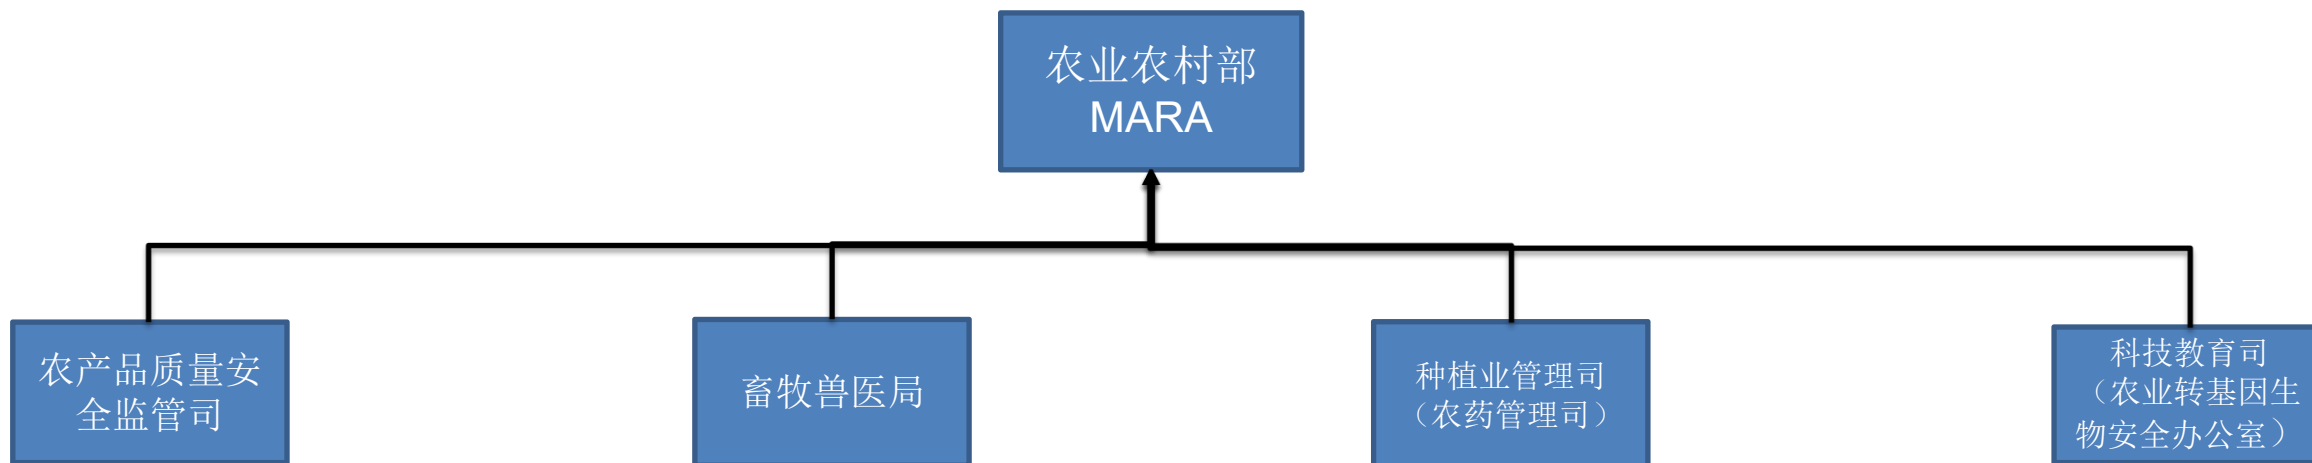 农业农村部
MARA
农产品质量安
全监管司
畜牧兽医局
种植业管理司
（农药管理司）
科技教育司
（农业转基因生
物安全办公室）